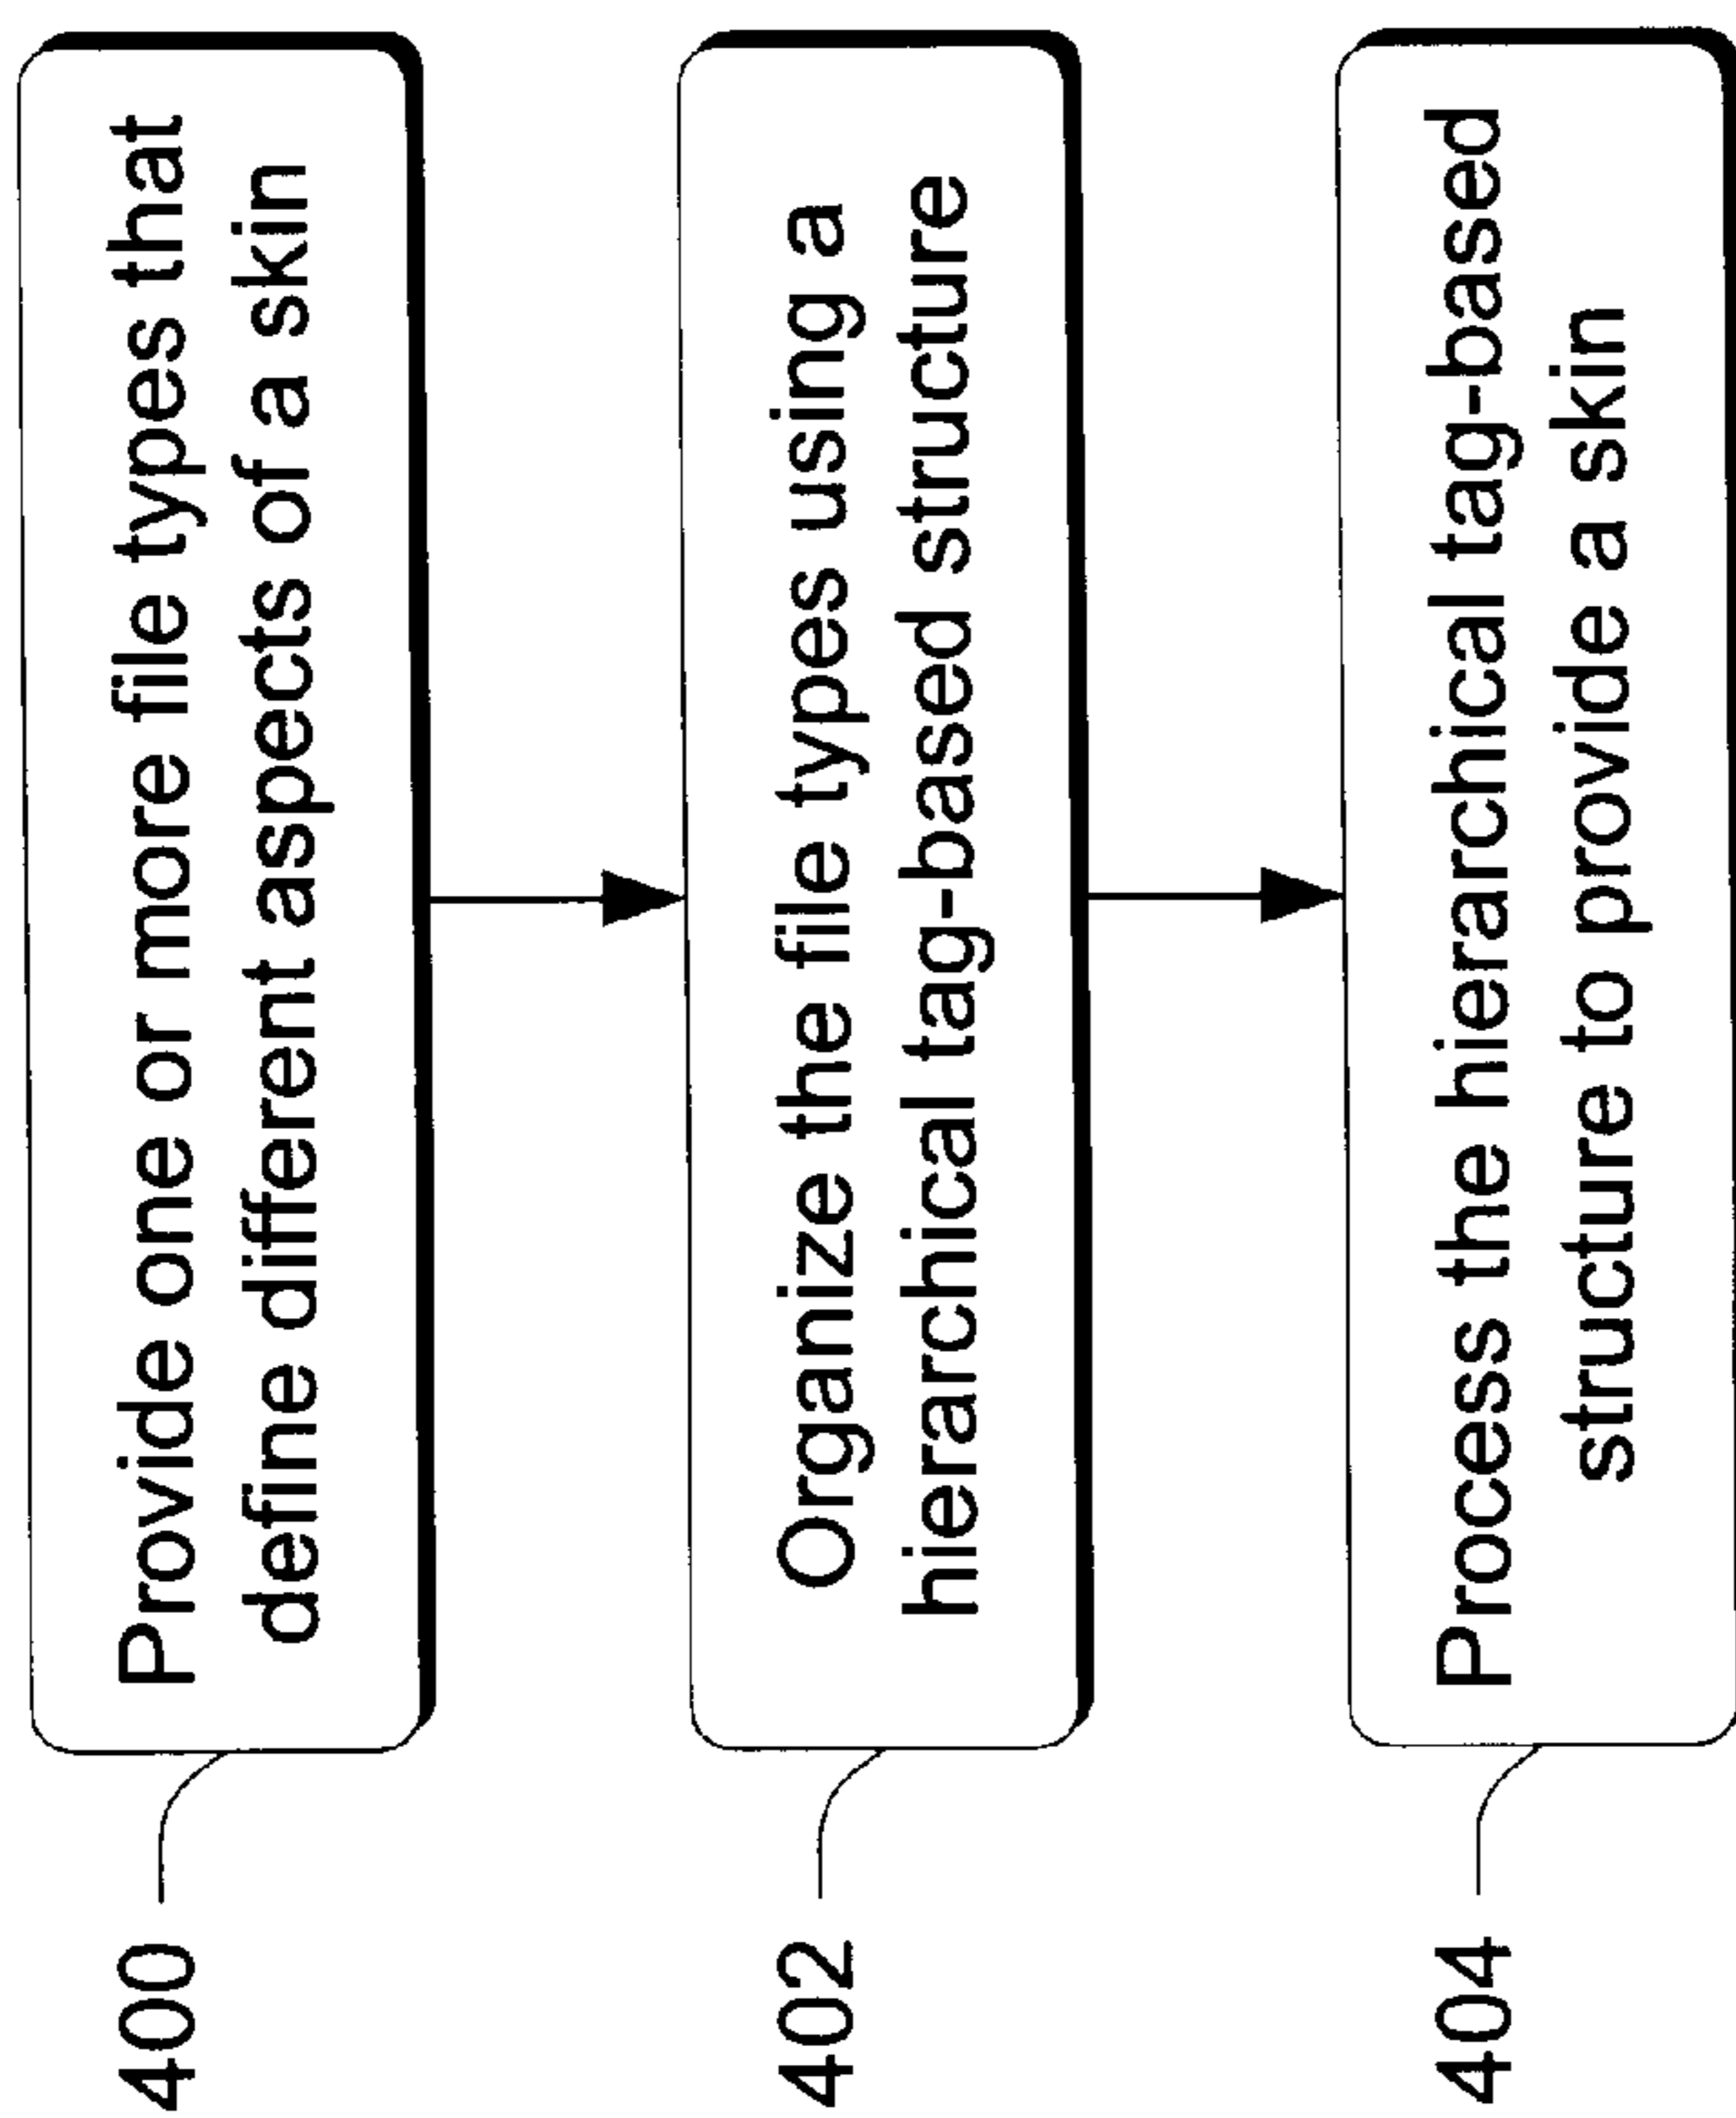 400
Provide one or more file types that
define different aspects of a skin
402
Organize the file types using a
hierarchical tag-based structure
404
Process the hierarchical tag-based
structure to provide a skin